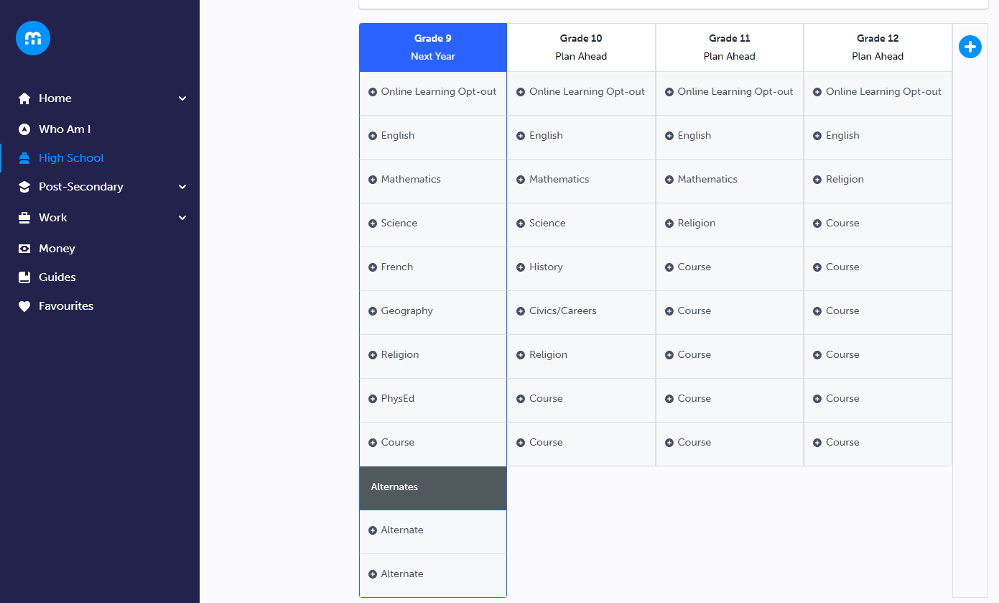 m
Home
Who Am I
High School
Post-Secondary
Work
Money
Guides
Favourites
Grade 9
Next Year
Grade 10
Plan Ahead
Grade 11
Plan Ahead
Grade 12
Plan Ahead
Online Learning Opt-out
Online Learning Opt-out
Online Learning Opt-out
Online Learning Opt-out
English
English
English
English
Mathematics
Mathematics
Mathematics
Religion
Science
Science
Religion
Course
French
History
Course
Course
Geography
Civics/Careers
Course
Course
Religion
Religion
Course
Course
PhysEd
Course
Course
Course
Course
Course
Course
Course
Alternates
Alternate
Alternate